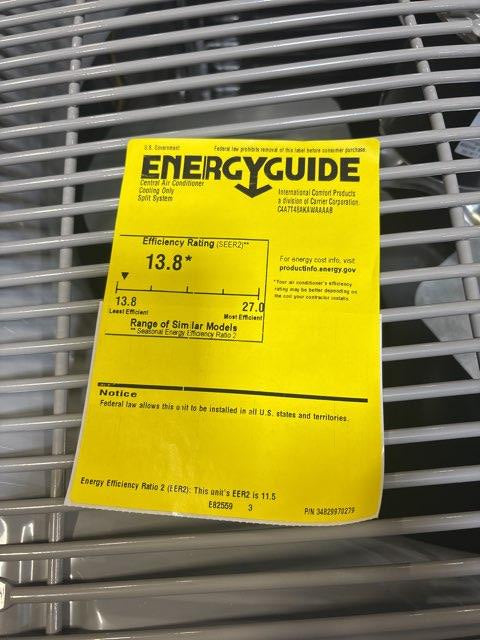 U.S. Government
Federal law prohibits removal of this label before consumer purchase.
ENERGYGUIDE
Central Air Conditioner
Cooling Only
Split System
International Comfort Products
a division of Carrier Corporation.
CAA7T48AKAWAAAAB
Efficiency Rating (SEER2)**
13.8*
13.8
Least Efficient
27.0
Most Efficient
Range of Similar Models
** Seasonal Energy Efficiency Ratio 2
For energy cost info, visit
productinfo.energy.gov
*Your air conditioner's efficiency
rating may be better depending on
the coil your contractor installs.
Notice
Federal law allows this unit to be installed in all U.S. states and territories.
Energy Efficiency Ratio 2 (EER2): This unit's EER2 is 11.5
E82559 3
P/N 34829970279